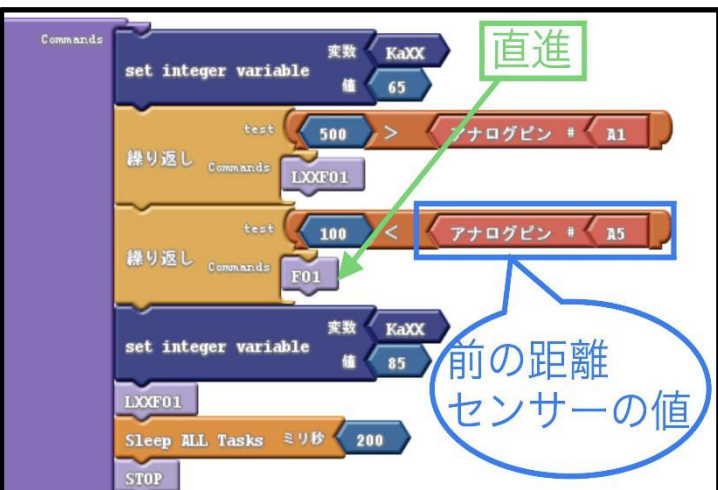 Commands
set integer variable 変数 KaXX
値 65
直進
繰り返し test 500 > アナログピン # A1
Commands LXXF01
繰り返し test 100 < アナログピン # A5
Commands F01
set integer variable 変数 KaXX
値 85
前の距離
センサーの値
LXXF01
Sleep ALL Tasks ミリ秒 200
STOP